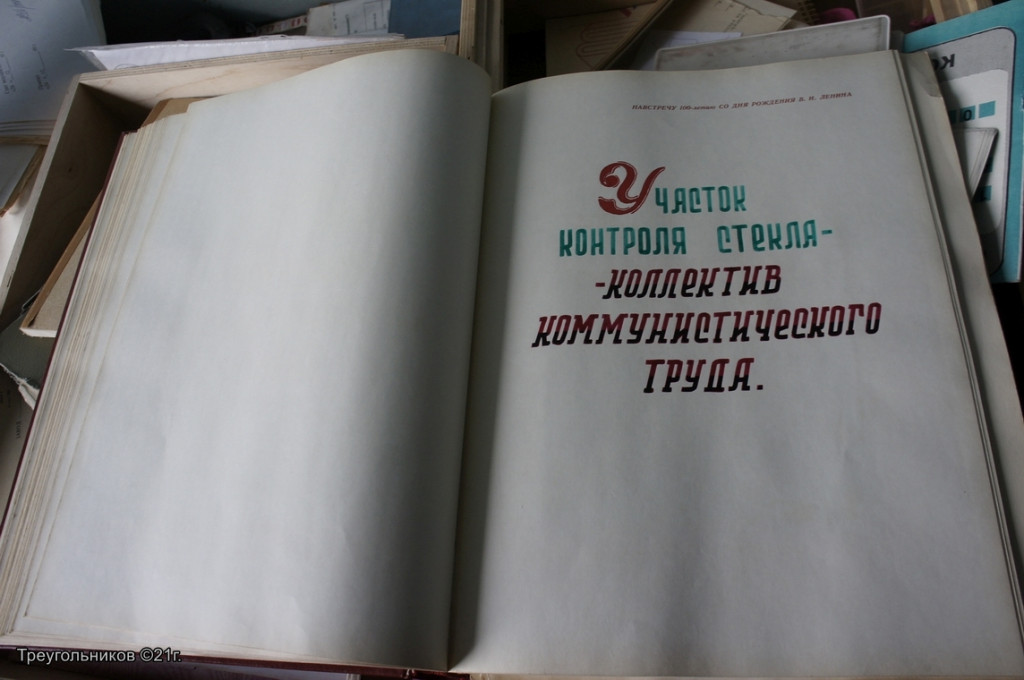 НАВСТРЕЧУ 100-летию СО ДНЯ РОЖДЕНИЯ В. И. ЛЕНИНА
Участок
контроля стекла-
-коллектив
коммунистического
труда.
Треугольников ©21г.